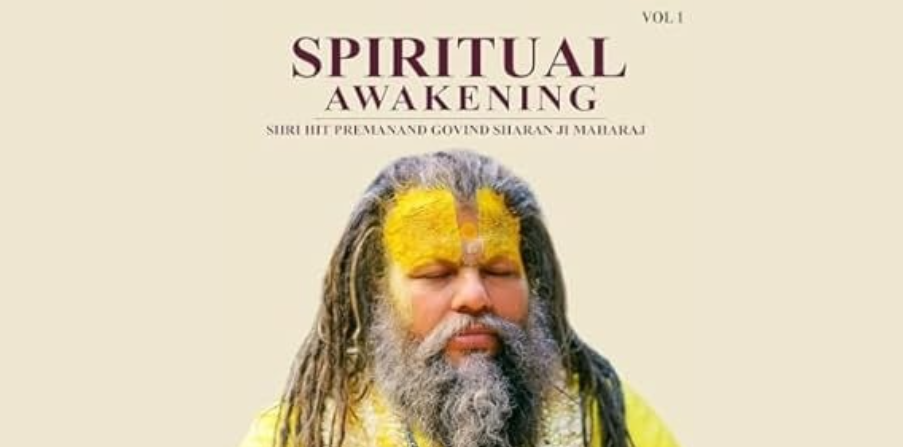 VOL 1
SPIRITUAL
AWAKENING
SHRI HIT PREMANAND GOVIND SHARAN JI MAHARAJ